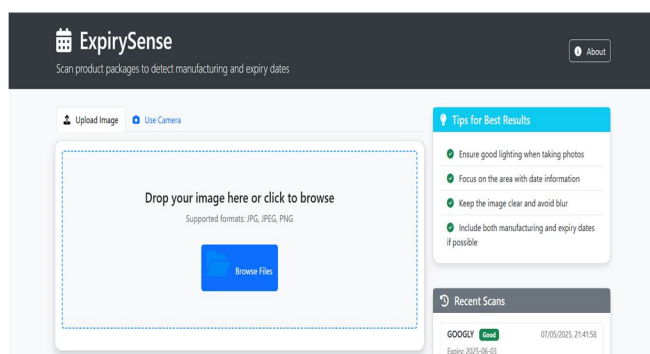 ExpirySense
Scan product packages to detect manufacturing and expiry dates
About
Upload Image
Use Camera
Drop your image here or click to browse
Supported formats: JPG, JPEG, PNG
Browse Files
Tips for Best Results
Ensure good lighting when taking photos
Focus on the area with date information
Keep the image clear and avoid blur
Include both manufacturing and expiry dates
if possible
Recent Scans
GOOGLY Good 07/05/2025, 21:41:58
Expiry: 2025-06-03